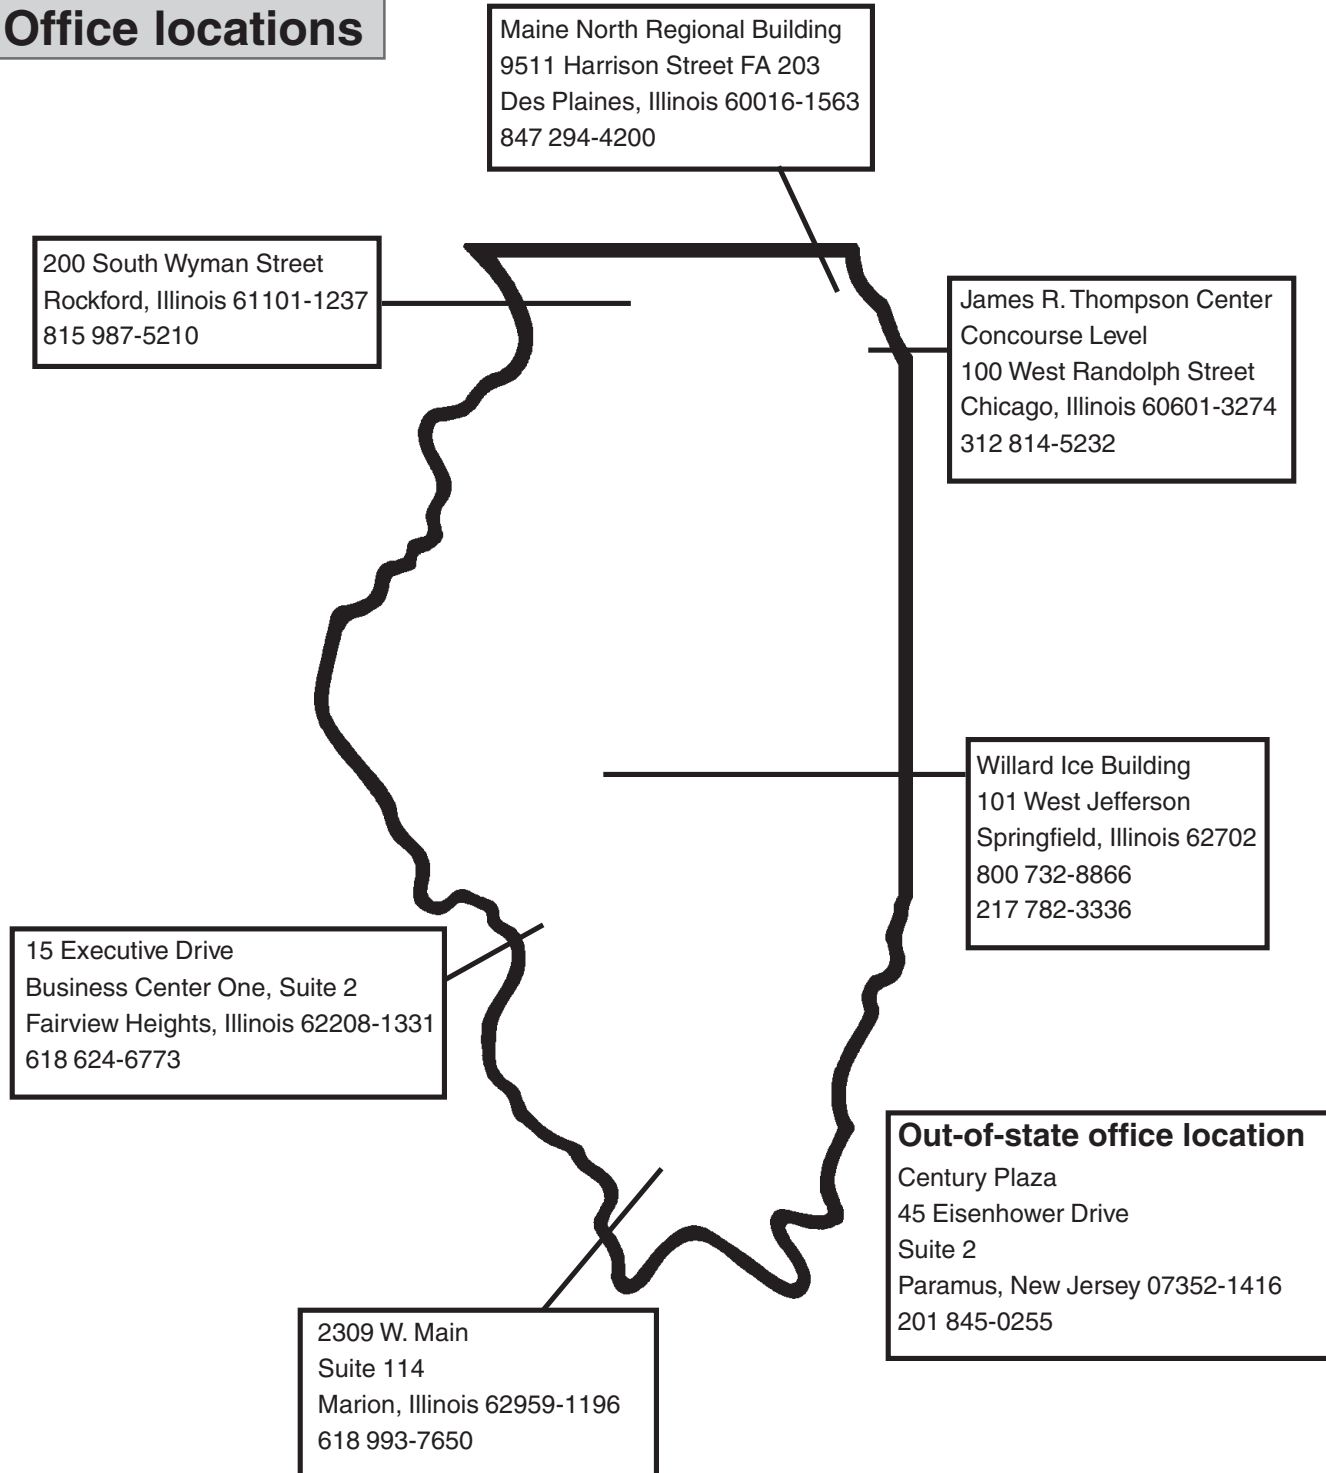 Office locations
Maine North Regional Building
9511 Harrison Street FA 203
Des Plaines, Illinois 60016-1563
847 294-4200
200 South Wyman Street
Rockford, Illinois 61101-1237
815 987-5210
James R. Thompson Center
Concourse Level
100 West Randolph Street
Chicago, Illinois 60601-3274
312 814-5232
Willard Ice Building
101 West Jefferson
Springfield, Illinois 62702
800 732-8866
217 782-3336
15 Executive Drive
Business Center One, Suite 2
Fairview Heights, Illinois 62208-1331
618 624-6773
Out-of-state office location
Century Plaza
45 Eisenhower Drive
Suite 2
Paramus, New Jersey 07352-1416
201 845-0255
2309 W. Main
Suite 114
Marion, Illinois 62959-1196
618 993-7650